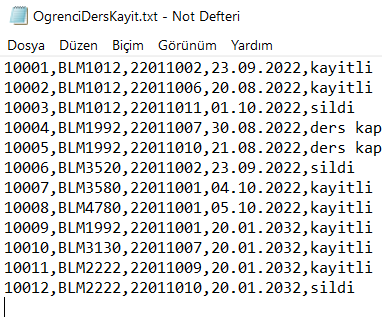 OgrenciDersKayit.txt - Not Defteri
Dosya Düzen Biçim Görünüm Yardım
10001,BLM1012,22011002,23.09.2022,kayitli
10002,BLM1012,22011006,20.08.2022,kayitli
10003,BLM1012,22011011,01.10.2022,sildi
10004,BLM1992,22011007,30.08.2022,ders kap
10005,BLM1992,22011010,21.08.2022,ders kap
10006,BLM3520,22011002,23.09.2022,sildi
10007,BLM3580,22011001,04.10.2022,kayitli
10008,BLM4780,22011001,05.10.2022,kayitli
10009,BLM1992,22011001,20.01.2032,kayitli
10010,BLM3130,22011007,20.01.2032,kayitli
10011,BLM2222,22011009,20.01.2032,kayitli
10012,BLM2222,22011010,20.01.2032,sildi